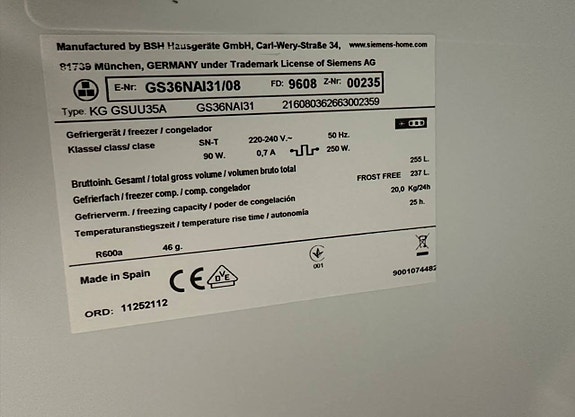 Manufactured by BSH Hausgeräte GmbH, Carl-Wery-Straße 34, www.siemens-home.com
81739 München, GERMANY under Trademark License of Siemens AG
E-Nr: GS36NAI31/08 FD: 9608 Z-Nr: 00235
Type: KG GSUU35A GS36NAI31 216080362663002359
Gefriergerät / freezer / congelador
Klasse/ class/ clase SN-T 220-240 V.~ 50 Hz.
90 W. 0,7 A 250 W.
Bruttoinh. Gesamt / total gross volume / volumen bruto total 255 L.
Gefrierfach / freezer comp. / comp. congelador FROST FREE 237 L.
Gefrierverm. / freezing capacity / poder de congelación 20,0 Kg/24h
Temperaturanstiegszeit / temperature rise time / autonomia 25 h.
R600a 46 g.
Made in Spain CE DVE 001
9001074482
ORD: 11252112